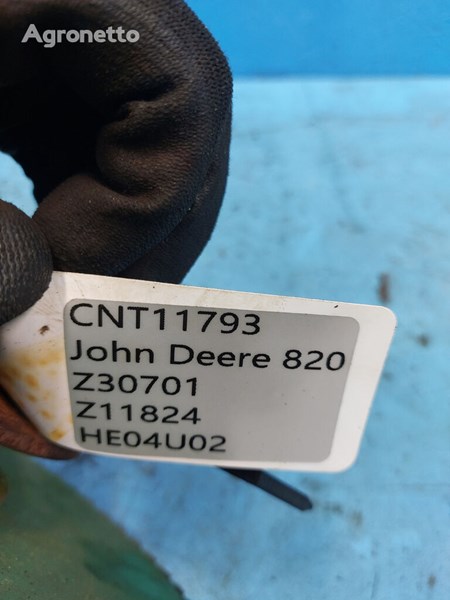 Agronetto
CNT11793
John Deere 820
Z30701
Z11824
HE04U02